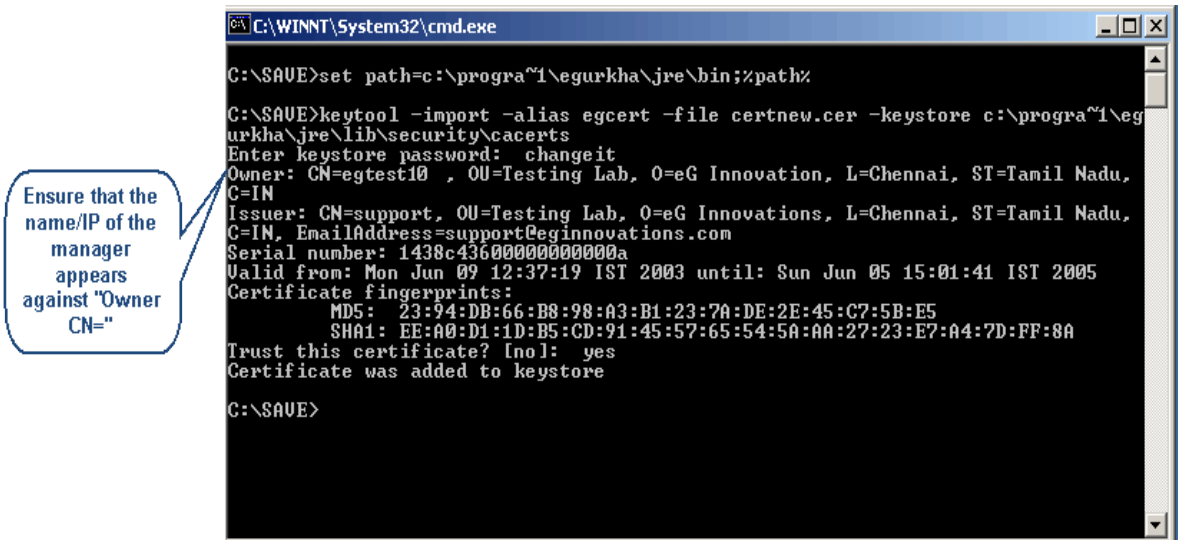 C:\WINNT\System32\cmd.exe
C:\SAVE>set path=c:\progra~1\egurkha\jre\bin;%path%
C:\SAVE>keytool -import -alias egcert -file certnew.cer -keystore c:\progra~1\eg
urkha\jre\lib\security\cacerts
Enter keystore password:  changeit
Owner: CN=egtest10  , OU=Testing Lab, O=eG Innovation, L=Chennai, ST=Tamil Nadu,
C=IN
Issuer: CN=support, OU=Testing Lab, O=eG Innovations, L=Chennai, ST=Tamil Nadu,
C=IN, EmailAddress=support@eginnovations.com
Serial number: 1438c43600000000000a
Valid from: Mon Jun 09 12:37:19 IST 2003 until: Sun Jun 05 15:01:41 IST 2005
Certificate fingerprints:
MD5:  23:94:DB:66:B8:98:A3:B1:23:7A:DE:2E:45:C7:5B:E5
SHA1: EE:A0:D1:1D:B5:CD:91:45:57:65:54:5A:AA:27:23:E7:A4:7D:FF:8A
Trust this certificate? [no]:  yes
Certificate was added to keystore
C:\SAVE>
Ensure that the
name/IP of the
manager
appears
against "Owner
CN="